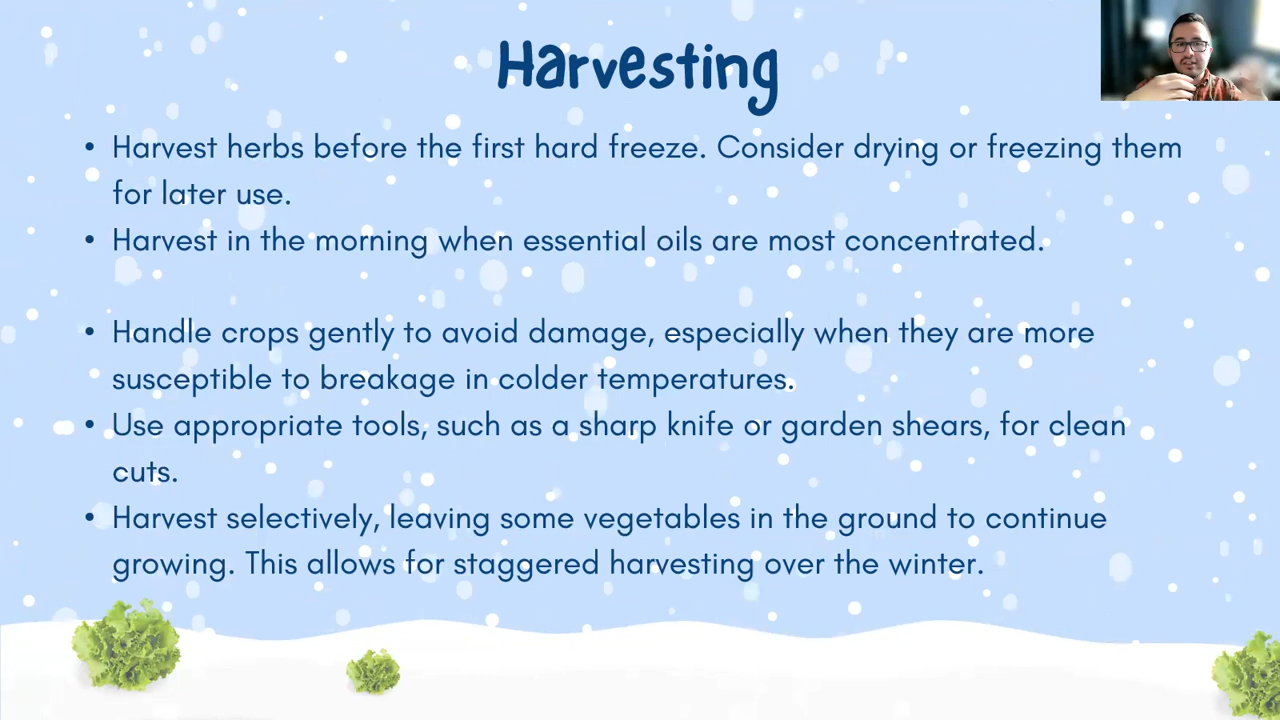 Harvesting
• Harvest herbs before the first hard freeze. Consider drying or freezing them
for later use.
• Harvest in the morning when essential oils are most concentrated.
• Handle crops gently to avoid damage, especially when they are more
susceptible to breakage in colder temperatures.
• Use appropriate tools, such as a sharp knife or garden shears, for clean
cuts.
• Harvest selectively, leaving some vegetables in the ground to continue
growing. This allows for staggered harvesting over the winter.